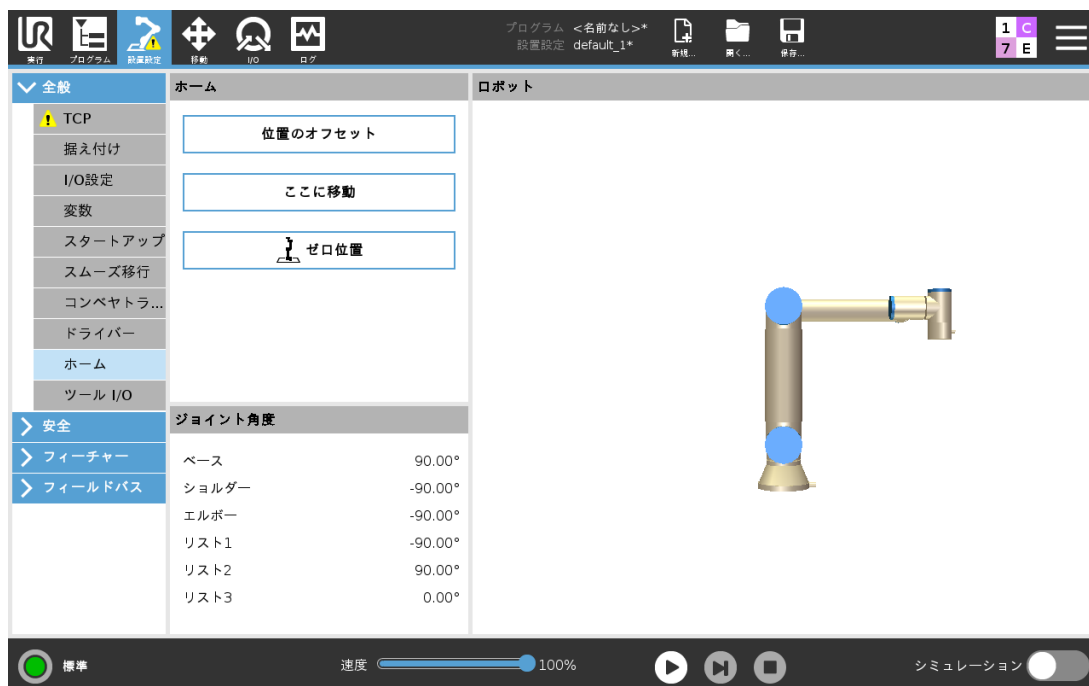 プログラム <名前なし>*
設置設定 default_1*
実行
プログラム
設置設定
移動
I/O
ログ
新規...
開く...
保存...
1 C
7 E
全般
TCP
据え付け
I/O設定
変数
スタートアップ
スムーズ移行
コンベヤトラ...
ドライバー
ホーム
ツール I/O
安全
フィーチャー
フィールドバス
ホーム
位置のオフセット
ここに移動
ゼロ位置
ジョイント角度
ベース 90.00°
ショルダー -90.00°
エルボー -90.00°
リスト1 -90.00°
リスト2 90.00°
リスト3 0.00°
ロボット
標準
速度 100%
シミュレーション